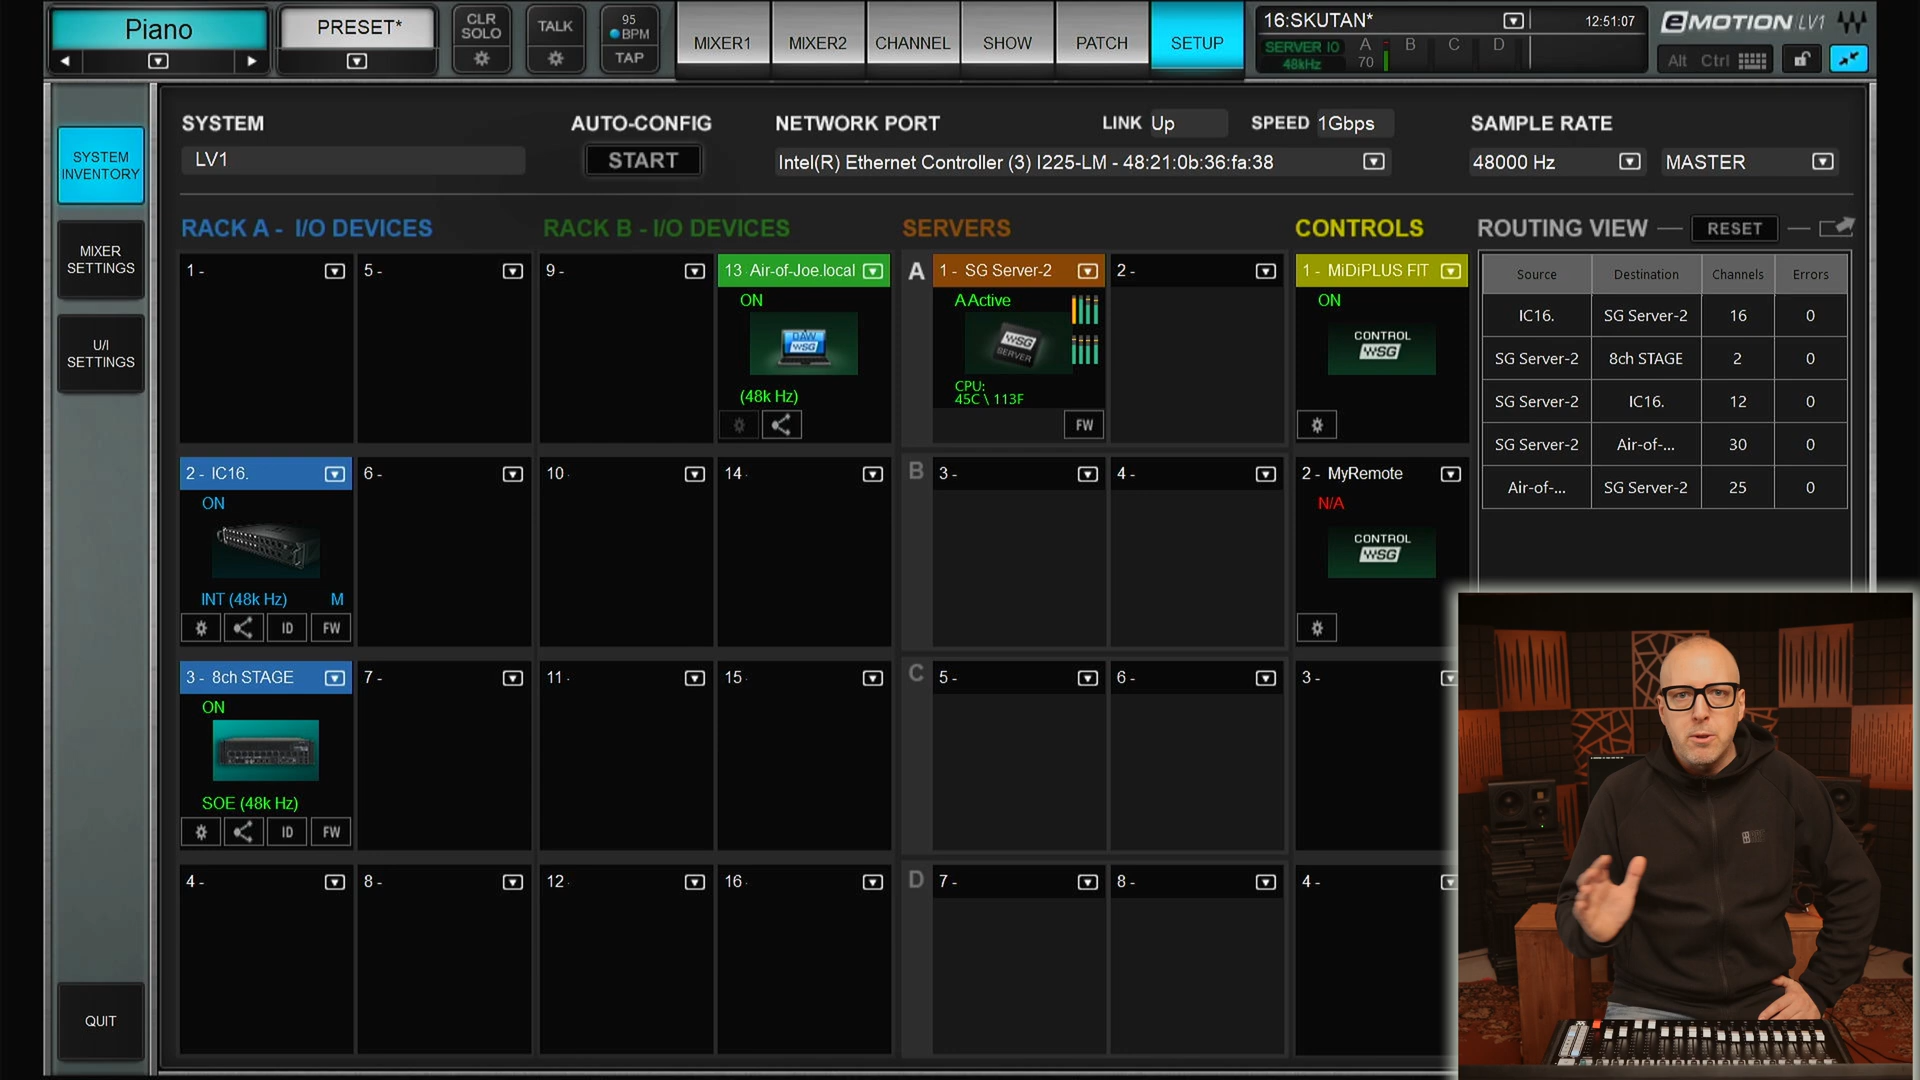 Piano
PRESET*
CLR
SOLO
TALK
95
BPM
TAP
MIXER1
MIXER2
CHANNEL
SHOW
PATCH
SETUP
16:SKUTAN*
12:51:07
SERVER IO
48kHz
A
70
B
C
D
eMOTION LV1
Alt
Ctrl
SYSTEM
INVENTORY
MIXER
SETTINGS
U/I
SETTINGS
QUIT
SYSTEM
LV1
AUTO-CONFIG
START
NETWORK PORT
LINK Up
SPEED 1Gbps
Intel(R) Ethernet Controller (3) I225-LM - 48:21:0b:36:fa:38
SAMPLE RATE
48000 Hz
MASTER
RACK A - I/O DEVICES
RACK B - I/O DEVICES
SERVERS
CONTROLS
ROUTING VIEW
RESET
1 -
5 -
9 -
13 Air-of-Joe.local
ON
DAW
WSG
(48k Hz)
A
1 - SG Server-2
A Active
WSG
SERVER
CPU:
45C \ 113F
FW
2 -
1 - MiDiPLUS FIT
ON
CONTROL
WSG
Source Destination Channels Errors
IC16. SG Server-2 16 0
SG Server-2 8ch STAGE 2 0
SG Server-2 IC16. 12 0
SG Server-2 Air-of-... 30 0
Air-of-... SG Server-2 25 0
2 - IC16.
ON
INT (48k Hz) M
ID
FW
6 -
10
14
B
3 -
4 -
2 - MyRemote
N/A
CONTROL
WSG
3 - 8ch STAGE
ON
SOE (48k Hz)
ID
FW
7 -
11
15
C
5 -
6 -
3 -
4 -
8 -
12
16
D
7 -
8 -
4 -